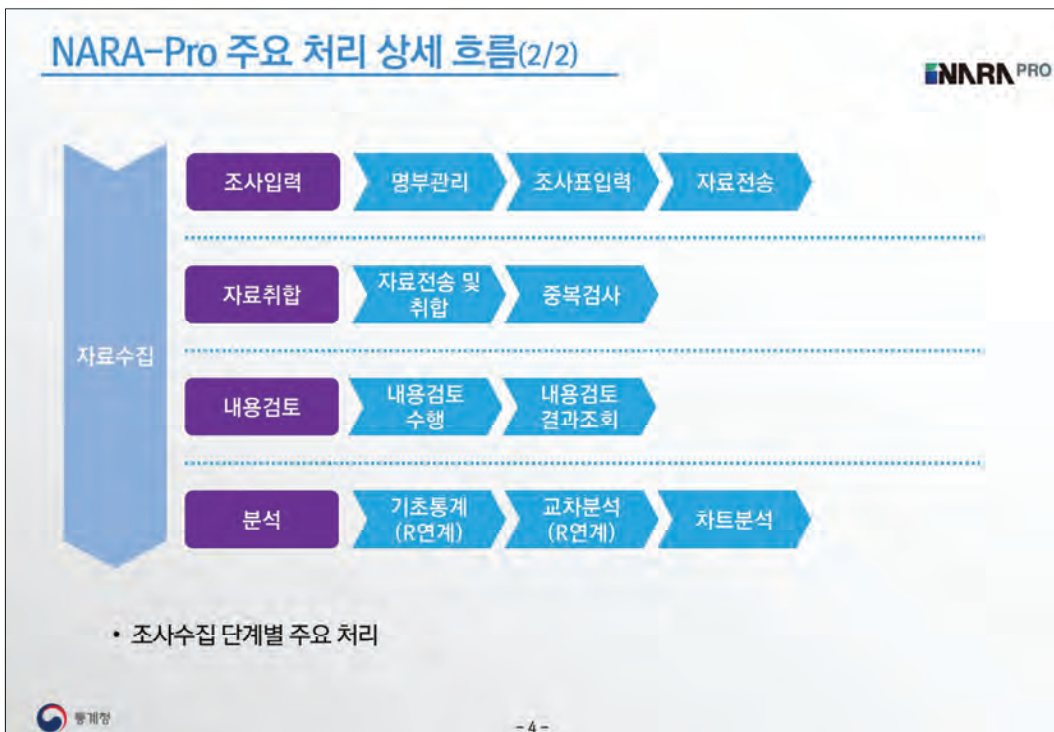 NARA-Pro 주요 처리 상세 흐름(2/2)
NARA PRO
자료수집
조사입력
명부관리
조사표입력
자료전송
자료취합
자료전송 및
취합
중복검사
내용검토
내용검토
수행
내용검토
결과조회
분석
기초통계
(R연계)
교차분석
(R연계)
차트분석
• 조사수집 단계별 주요 처리
통계청
- 4 -